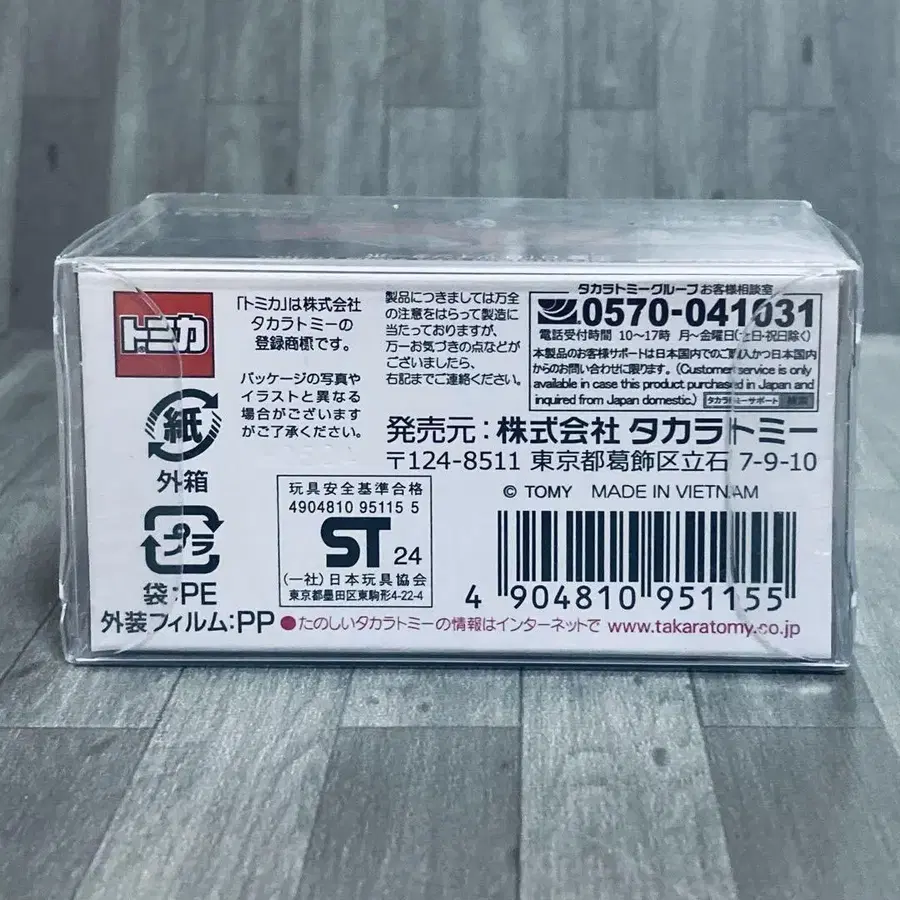 トミカ
「トミカ」は株式会社
タカラトミーの
登録商標です。
パッケージの写真や
イラストと異なる
場合がございます
がご了承ください。
製品につきましては万全
の注意をはらって製造に
当たっておりますが、
万一お気づきの点などが
ございましたら、
右記までご連絡ください。
タカラトミーグループお客様相談室
0570-041031
電話受付時間 10〜17時 月〜金曜日(土日・祝日除く)
本製品のお客様サポートは日本国内でのご購入かつ日本国内
からのお問い合わせに限ります。(Customer service is only
available in case this product purchased in Japan and
inquired from Japan domestic.) タカラトミーサポート 検索
発売元:株式会社 タカラトミー
〒124-8511 東京都葛飾区立石 7-9-10
© TOMY MADE IN VIETNAM
紙
外箱
プラ
袋:PE
外装フィルム:PP
玩具安全基準合格
4904810 95115 5
ST 24
(一社)日本玩具協会
東京都墨田区東駒形4-22-4
4 904810 951155
●たのしいタカラトミーの情報はインターネットで www.takaratomy.co.jp